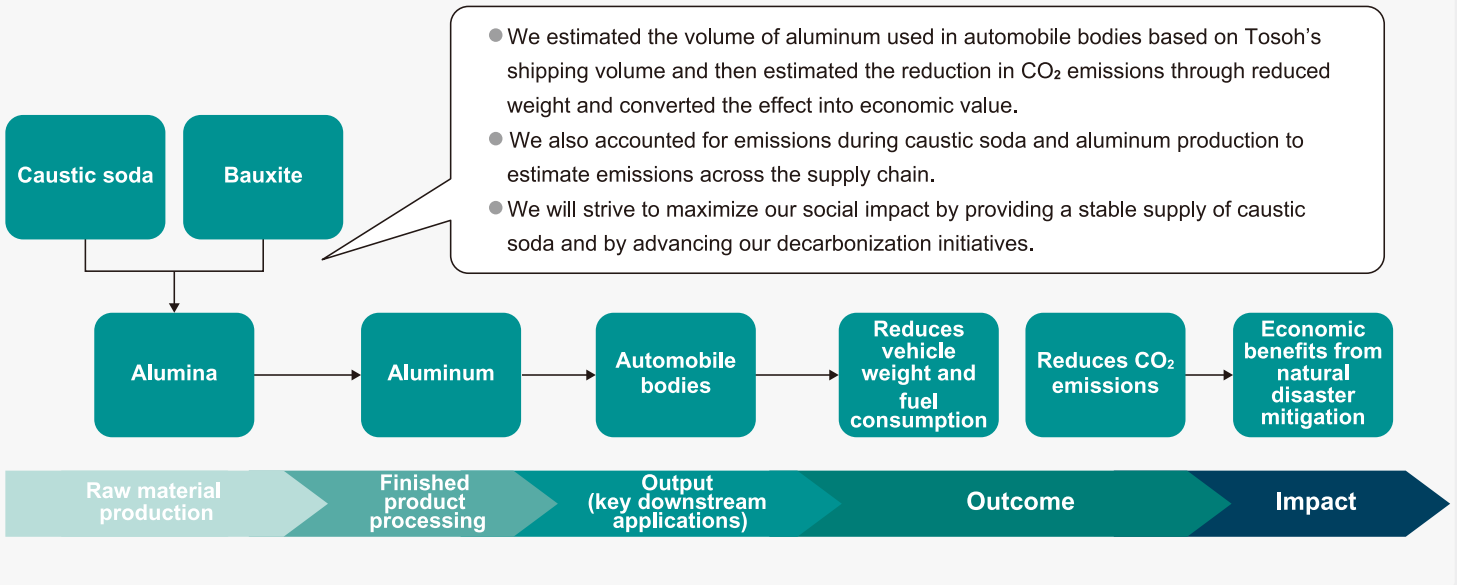 ● We estimated the volume of aluminum used in automobile bodies based on Tosoh's
shipping volume and then estimated the reduction in CO₂ emissions through reduced
weight and converted the effect into economic value.
● We also accounted for emissions during caustic soda and aluminum production to
estimate emissions across the supply chain.
● We will strive to maximize our social impact by providing a stable supply of caustic
soda and by advancing our decarbonization initiatives.
Caustic soda
Bauxite
Alumina
Aluminum
Automobile
bodies
Reduces
vehicle
weight and
fuel
consumption
Reduces CO₂
emissions
Economic
benefits from
natural
disaster
mitigation
Raw material
production
Finished
product
processing
Output
(key downstream
applications)
Outcome
Impact